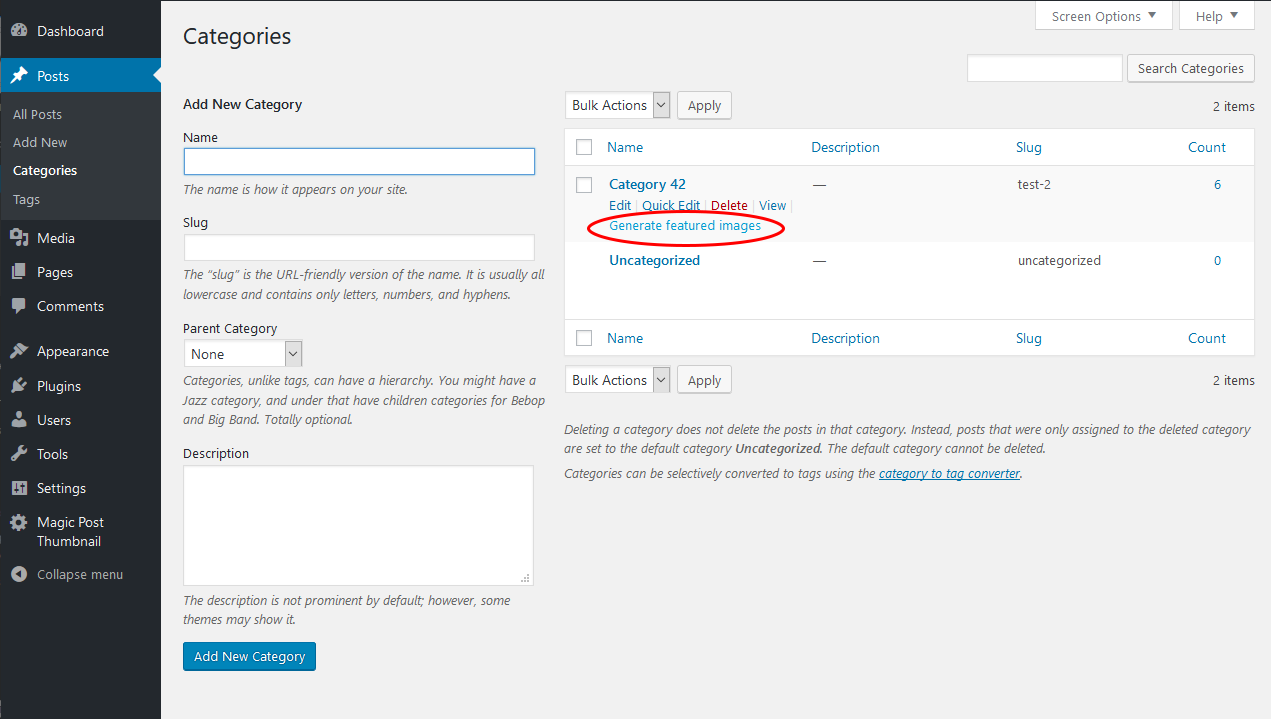 Dashboard
Posts
All Posts
Add New
Categories
Tags
Media
Pages
Comments
Appearance
Plugins
Users
Tools
Settings
Magic Post
Thumbnail
Collapse menu
Screen Options
Help
Categories
Search Categories
Add New Category
Name
The name is how it appears on your site.
Slug
The “slug” is the URL-friendly version of the name. It is usually all
lowercase and contains only letters, numbers, and hyphens.
Parent Category
None
Categories, unlike tags, can have a hierarchy. You might have a
Jazz category, and under that have children categories for Bebop
and Big Band. Totally optional.
Description
The description is not prominent by default; however, some
themes may show it.
Add New Category
Bulk Actions Apply 2 items
Name Description Slug Count
Category 42 — test-2 6
Edit | Quick Edit | Delete | View |
Generate featured images
Uncategorized — uncategorized 0
Name Description Slug Count
Bulk Actions Apply 2 items
Deleting a category does not delete the posts in that category. Instead, posts that were only assigned to the deleted category
are set to the default category Uncategorized. The default category cannot be deleted.
Categories can be selectively converted to tags using the category to tag converter.